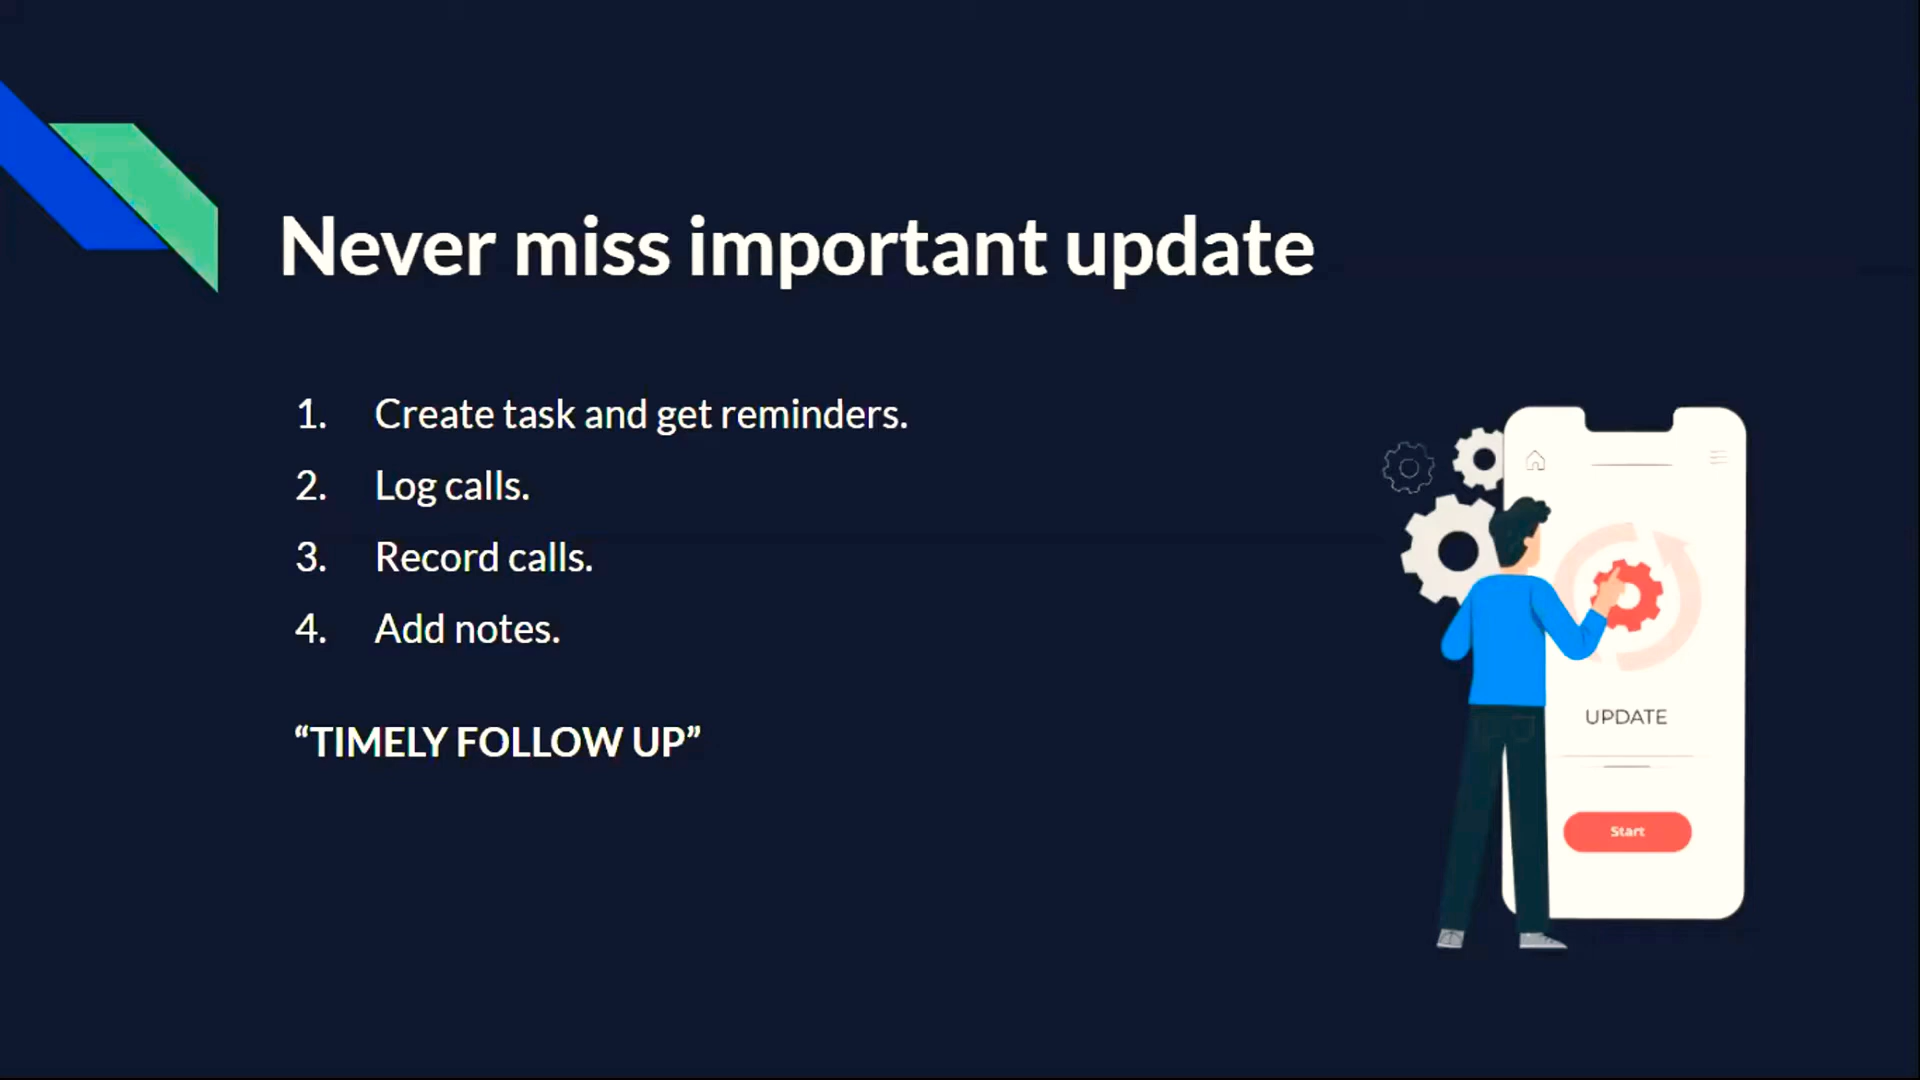 Never miss important update
1. Create task and get reminders.
2. Log calls.
3. Record calls.
4. Add notes.
“TIMELY FOLLOW UP”
UPDATE
Start